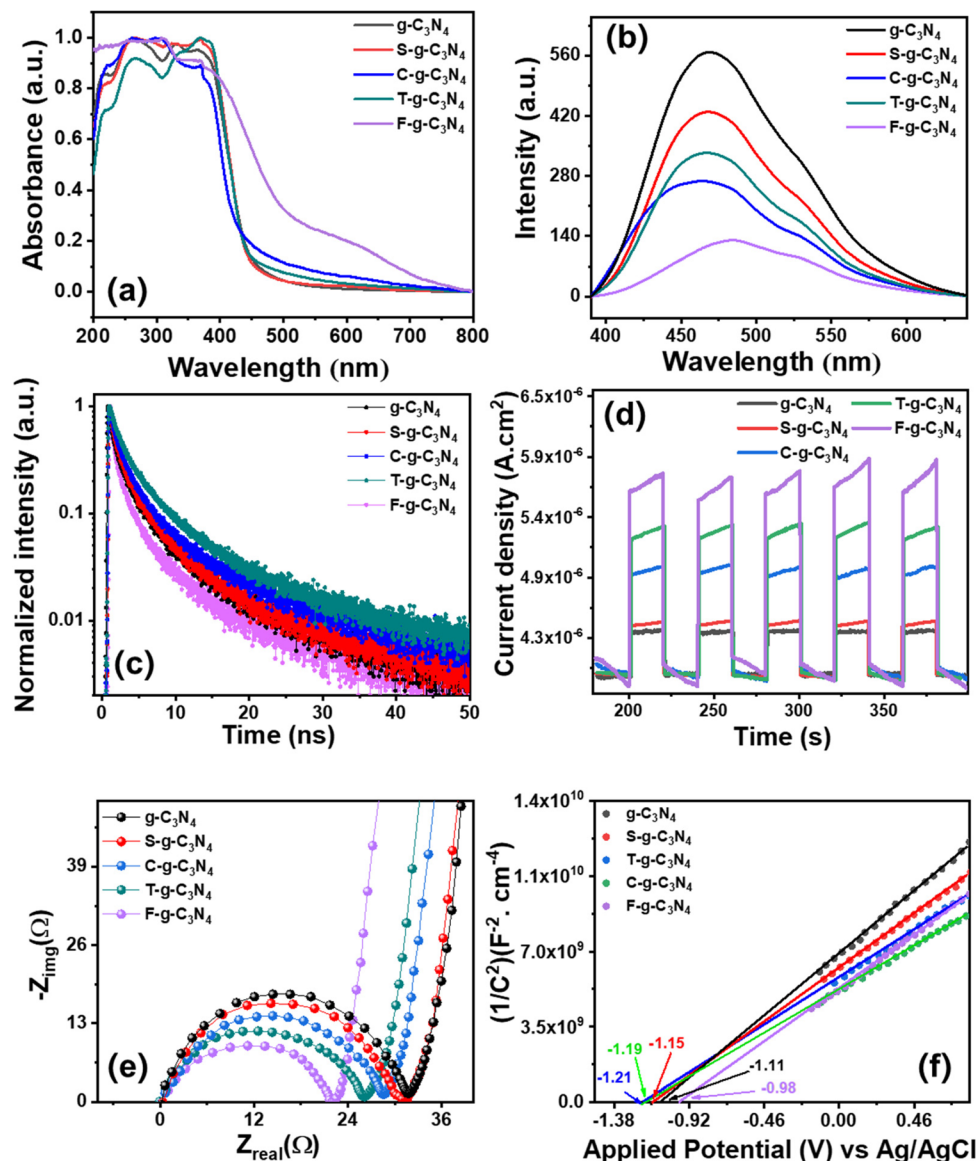 (a)
g-C₃N₄
S-g-C₃N₄
C-g-C₃N₄
T-g-C₃N₄
F-g-C₃N₄
Absorbance (a.u.)
1.0
0.8
0.6
0.4
0.2
0.0
200 300 400 500 600 700 800
Wavelength (nm)
(b)
g-C₃N₄
S-g-C₃N₄
C-g-C₃N₄
T-g-C₃N₄
F-g-C₃N₄
Intensity (a.u.)
560
420
280
140
0
400 450 500 550 600
Wavelength (nm)
(c)
g-C₃N₄
S-g-C₃N₄
C-g-C₃N₄
T-g-C₃N₄
F-g-C₃N₄
Normalized intensity (a.u.)
1
0.1
0.01
0 10 20 30 40 50
Time (ns)
(d)
g-C₃N₄ T-g-C₃N₄
S-g-C₃N₄ F-g-C₃N₄
C-g-C₃N₄
Current density (A.cm²)
6.5x10⁻⁶
5.9x10⁻⁶
5.4x10⁻⁶
4.9x10⁻⁶
4.3x10⁻⁶
200 250 300 350
Time (s)
(e)
g-C₃N₄
S-g-C₃N₄
C-g-C₃N₄
T-g-C₃N₄
F-g-C₃N₄
-Z_img(Ω)
39
26
13
0
0 12 24 36
Z_real(Ω)
(f)
g-C₃N₄
S-g-C₃N₄
T-g-C₃N₄
C-g-C₃N₄
F-g-C₃N₄
(1/C²)(F⁻². cm⁻⁴)
1.4x10¹⁰
1.1x10¹⁰
7.0x10⁹
3.5x10⁹
0.0
-1.19 -1.15
-1.11
-1.21
-0.98
-1.38 -0.92 -0.46 0.00 0.46
Applied Potential (V) vs Ag/AgCl